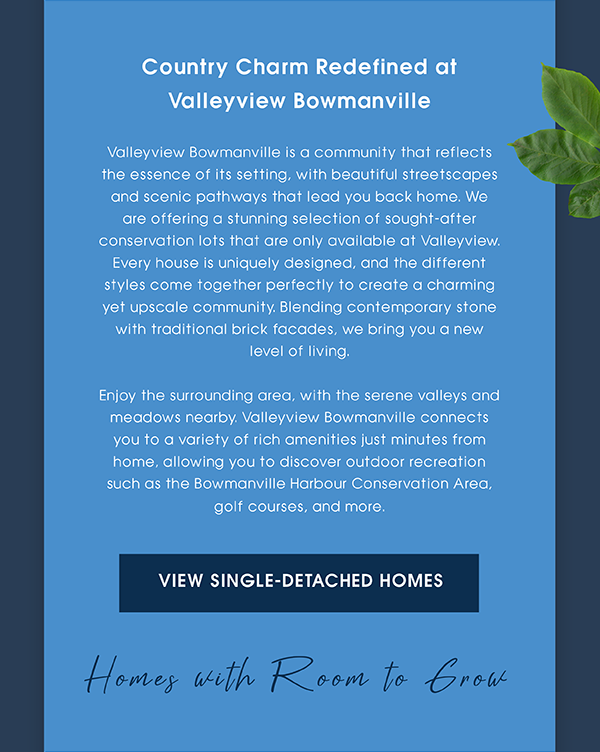 Country Charm Redefined at
Valleyview Bowmanville
Valleyview Bowmanville is a community that reflects
the essence of its setting, with beautiful streetscapes
and scenic pathways that lead you back home. We
are offering a stunning selection of sought-after
conservation lots that are only available at Valleyview.
Every house is uniquely designed, and the different
styles come together perfectly to create a charming
yet upscale community. Blending contemporary stone
with traditional brick facades, we bring you a new
level of living.
Enjoy the surrounding area, with the serene valleys and
meadows nearby. Valleyview Bowmanville connects
you to a variety of rich amenities just minutes from
home, allowing you to discover outdoor recreation
such as the Bowmanville Harbour Conservation Area,
golf courses, and more.
VIEW SINGLE-DETACHED HOMES
Homes with Room to Grow